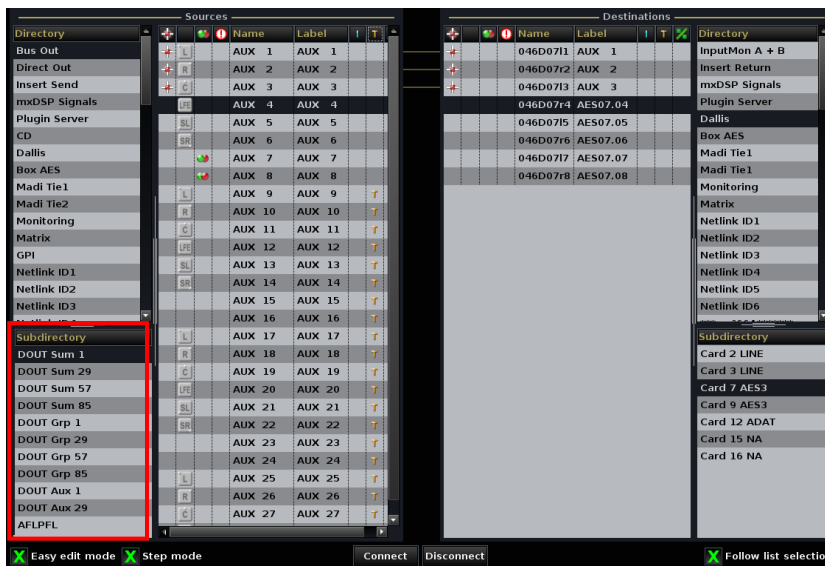 Sources
Destinations
Directory
Bus Out
Direct Out
Insert Send
mxDSP Signals
Plugin Server
CD
Dallis
Box AES
Madi Tie1
Madi Tie2
Monitoring
Matrix
GPI
Netlink ID1
Netlink ID2
Netlink ID3
Subdirectory
DOUT Sum 1
DOUT Sum 29
DOUT Sum 57
DOUT Sum 85
DOUT Grp 1
DOUT Grp 29
DOUT Grp 57
DOUT Grp 85
DOUT Aux 1
DOUT Aux 29
AFLPFL
Name Label I T
L AUX 1 AUX 1
R AUX 2 AUX 2
C AUX 3 AUX 3
LFE AUX 4 AUX 4
SL AUX 5 AUX 5
SR AUX 6 AUX 6
AUX 7 AUX 7
AUX 8 AUX 8
L AUX 9 AUX 9 T
R AUX 10 AUX 10 T
C AUX 11 AUX 11 T
LFE AUX 12 AUX 12 T
SL AUX 13 AUX 13 T
SR AUX 14 AUX 14 T
AUX 15 AUX 15 T
AUX 16 AUX 16 T
L AUX 17 AUX 17 T
R AUX 18 AUX 18 T
C AUX 19 AUX 19 T
LFE AUX 20 AUX 20 T
SL AUX 21 AUX 21 T
SR AUX 22 AUX 22 T
AUX 23 AUX 23 T
AUX 24 AUX 24 T
L AUX 25 AUX 25 T
R AUX 26 AUX 26 T
C AUX 27 AUX 27 T
Name Label I T
046D07l1 AUX 1
046D07r2 AUX 2
046D07l3 AUX 3
046D07r4 AES07.04
046D07l5 AES07.05
046D07r6 AES07.06
046D07l7 AES07.07
046D07r8 AES07.08
Directory
InputMon A + B
Insert Return
mxDSP Signals
Plugin Server
Dallis
Box AES
Madi Tie1
Madi Tie1
Monitoring
Matrix
Netlink ID1
Netlink ID2
Netlink ID3
Netlink ID4
Netlink ID5
Netlink ID6
Subdirectory
Card 2 LINE
Card 3 LINE
Card 7 AES3
Card 9 AES3
Card 12 ADAT
Card 15 NA
Card 16 NA
X Easy edit mode X Step mode
Connect Disconnect
X Follow list selectio